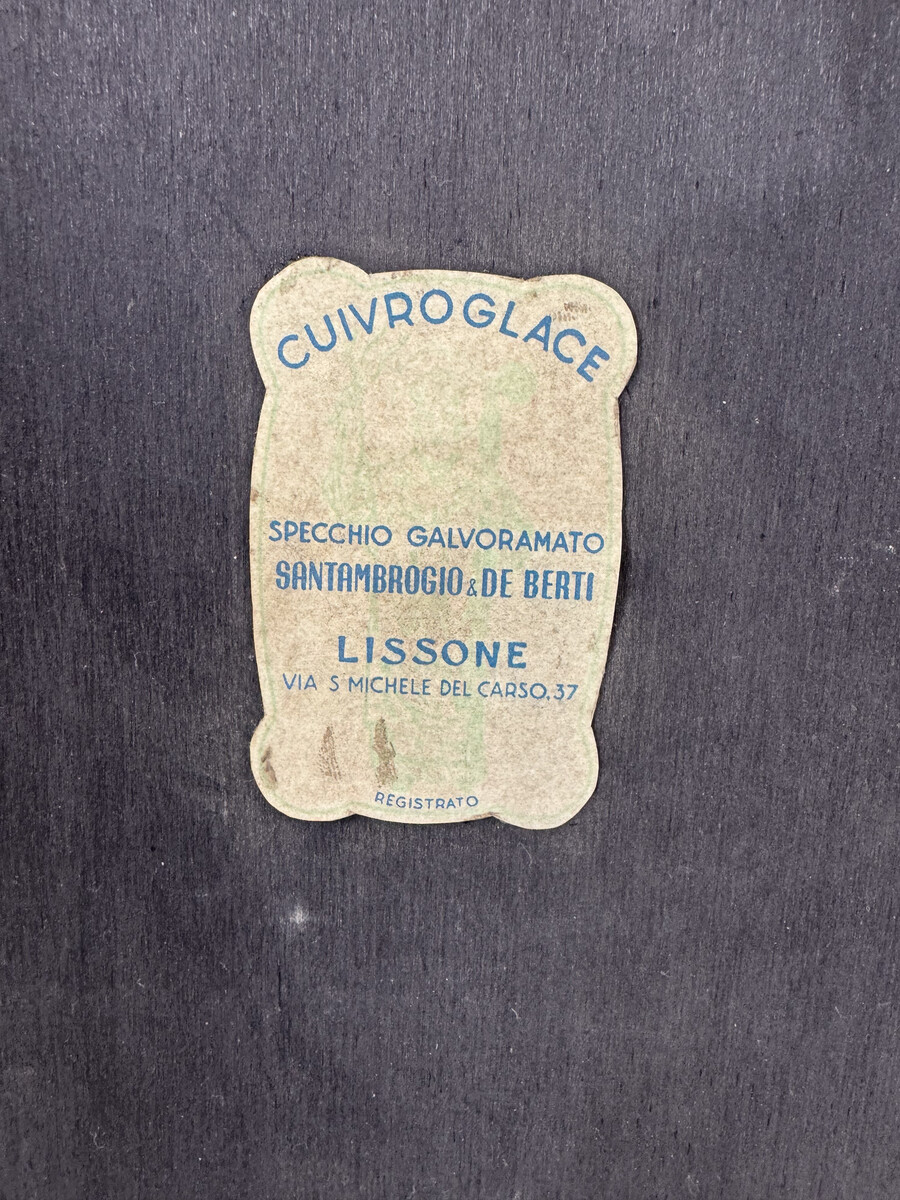 CUIVROGLACE
SPECCHIO GALVORAMATO
SANTAMBROGIO & DE BERTI
LISSONE
VIA S MICHELE DEL CARSO, 37
REGISTRATO